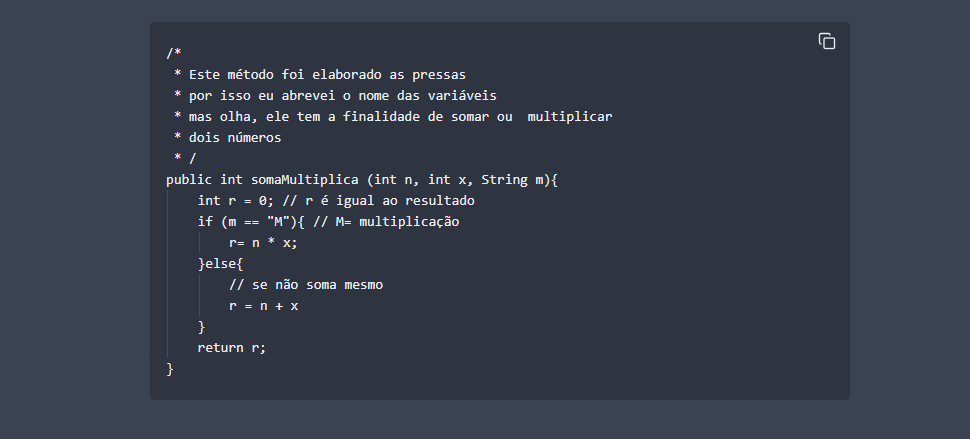 /*
 * Este método foi elaborado as pressas
 * por isso eu abrevei o nome das variáveis
 * mas olha, ele tem a finalidade de somar ou  multiplicar
 * dois números
 * /
public int somaMultiplica (int n, int x, String m){
    int r = 0; // r é igual ao resultado
    if (m == "M"){ // M= multiplicação
        r= n * x;
    }else{
        // se não soma mesmo
        r = n + x
    }
    return r;
}